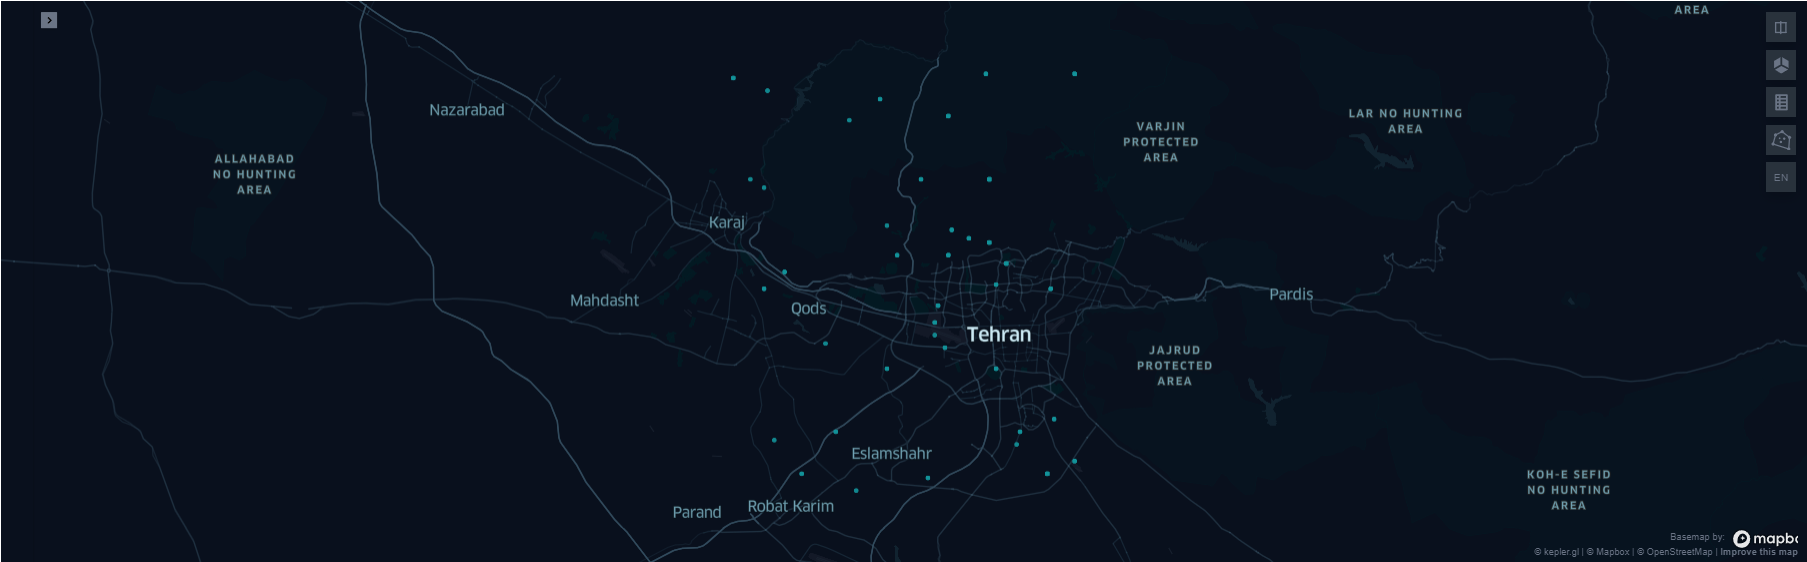 AREA
Nazarabad
LAR NO HUNTING
AREA
VARJIN
PROTECTED
AREA
ALLAHABAD
NO HUNTING
AREA
EN
Karaj
Mahdasht
Qods
Pardis
Tehran
JAJRUD
PROTECTED
AREA
Eslamshahr
KOH-E SEFID
NO HUNTING
AREA
Parand
Robat Karim
Basemap by: mapbo
© kepler.gl | © Mapbox | © OpenStreetMap | Improve this map